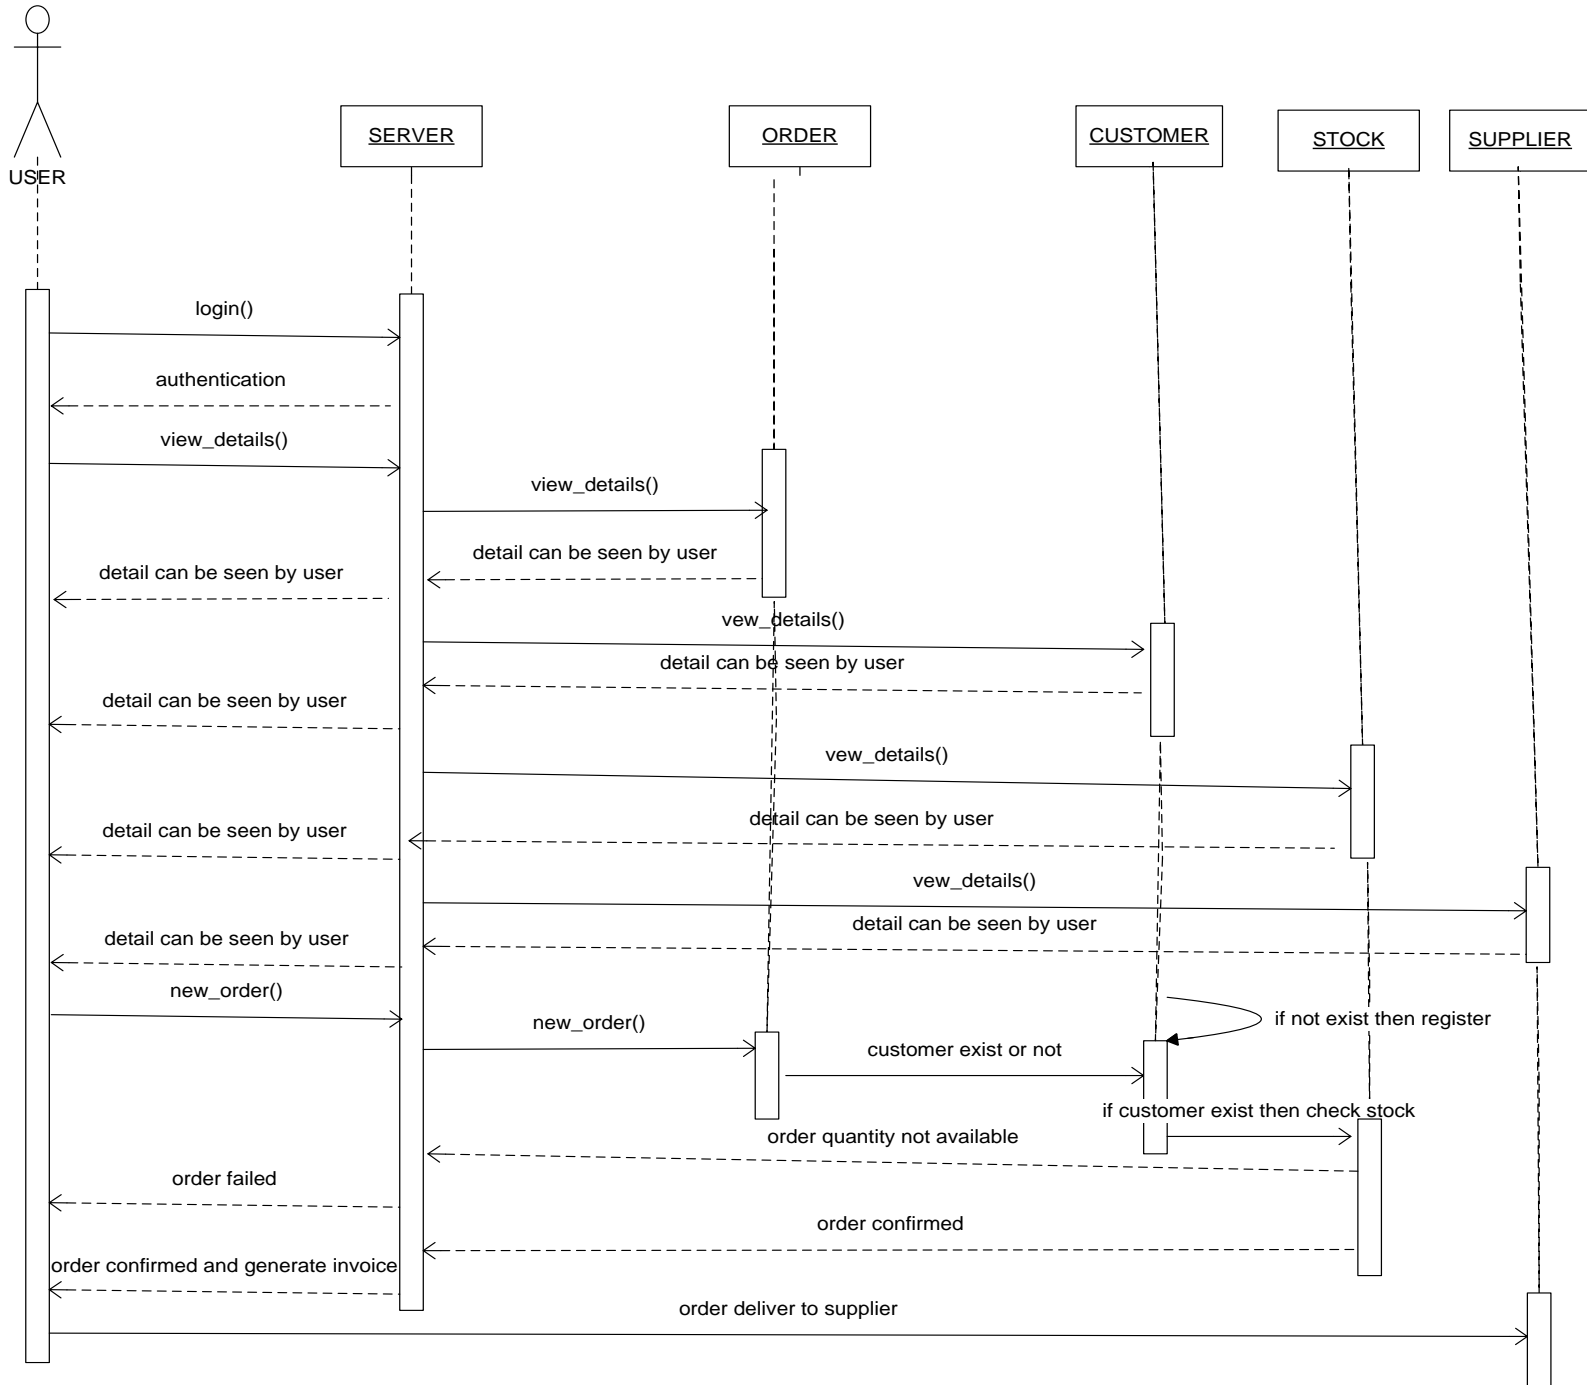 USER
SERVER
ORDER
CUSTOMER
STOCK
SUPPLIER
login()
authentication
view_details()
view_details()
detail can be seen by user
detail can be seen by user
vew_details()
detail can be seen by user
detail can be seen by user
vew_details()
detail can be seen by user
detail can be seen by user
vew_details()
detail can be seen by user
detail can be seen by user
new_order()
new_order()
if not exist then register
customer exist or not
if customer exist then check stock
order quantity not available
order failed
order confirmed
order confirmed and generate invoice
order deliver to supplier